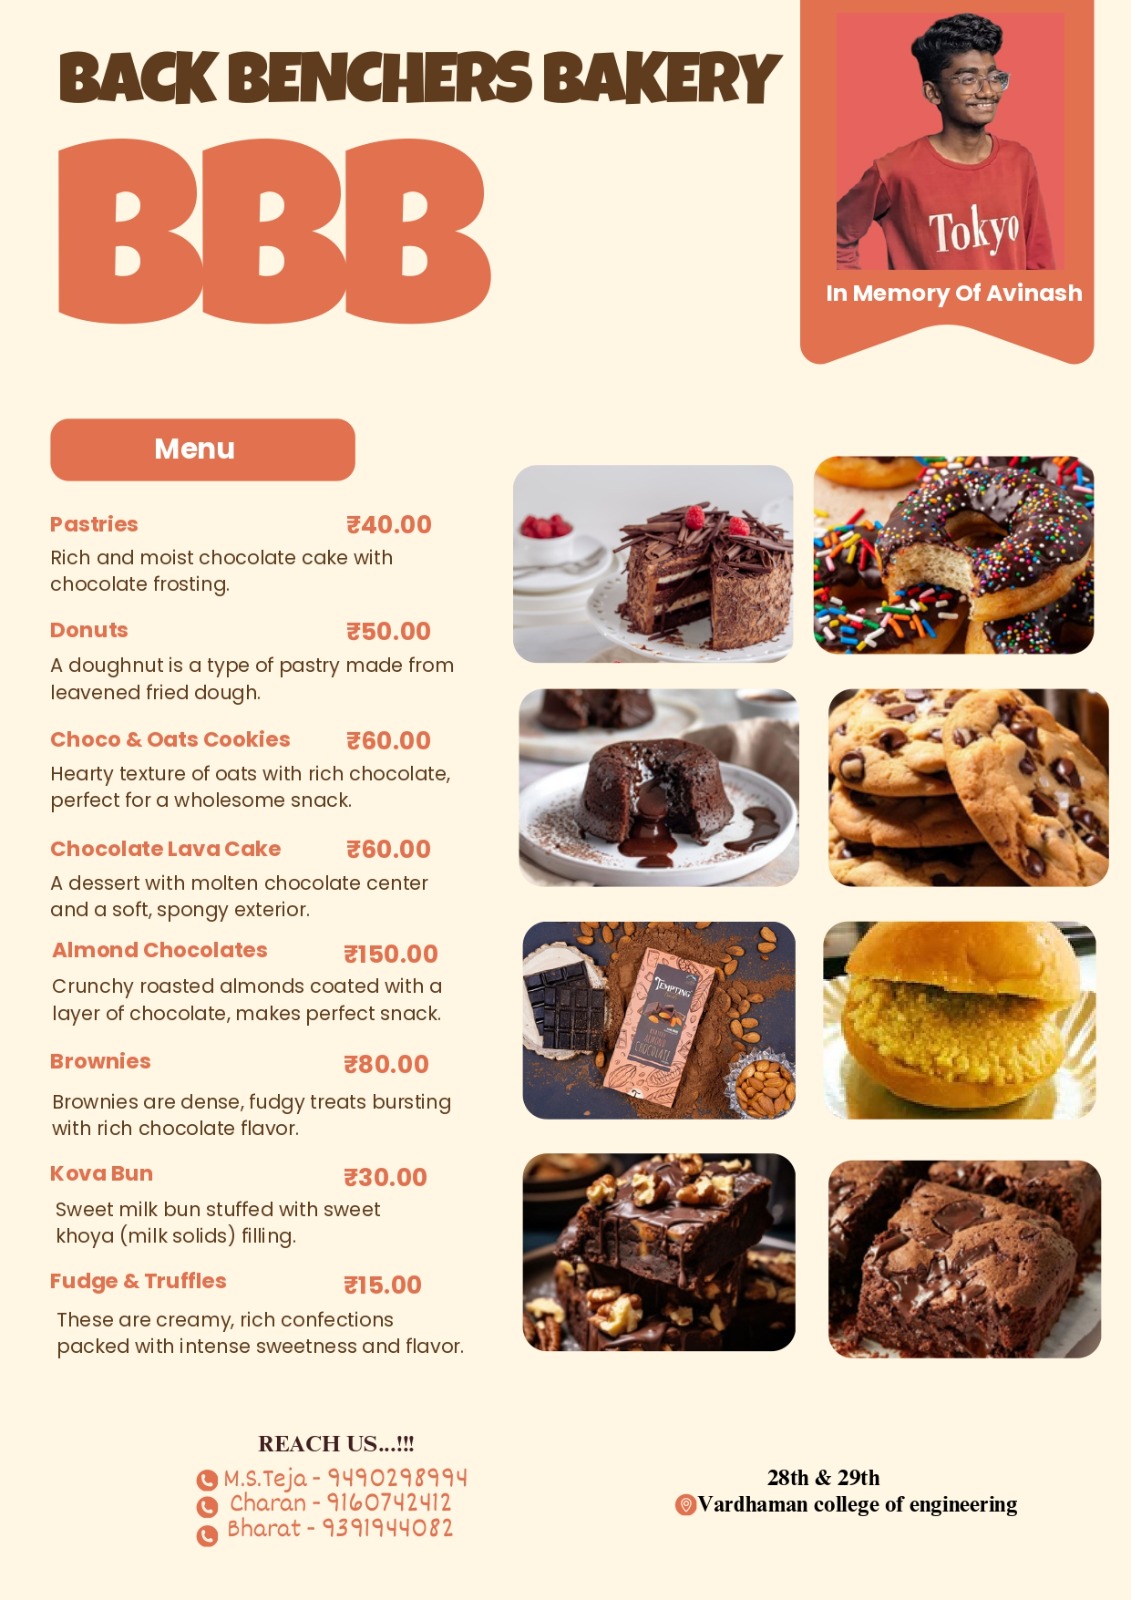 BACK BENCHERS BAKERY
BBB
Tokyo
In Memory Of Avinash
Menu
Pastries ₹40.00
Rich and moist chocolate cake with
chocolate frosting.
Donuts ₹50.00
A doughnut is a type of pastry made from
leavened fried dough.
Choco & Oats Cookies ₹60.00
Hearty texture of oats with rich chocolate,
perfect for a wholesome snack.
Chocolate Lava Cake ₹60.00
A dessert with molten chocolate center
and a soft, spongy exterior.
Almond Chocolates ₹150.00
Crunchy roasted almonds coated with a
layer of chocolate, makes perfect snack.
Brownies ₹80.00
Brownies are dense, fudgy treats bursting
with rich chocolate flavor.
Kova Bun ₹30.00
Sweet milk bun stuffed with sweet
khoya (milk solids) filling.
Fudge & Truffles ₹15.00
These are creamy, rich confections
packed with intense sweetness and flavor.
TEMPTING
ALMOND
CHOCOLATE
REACH US...!!!
M.S.Teja - 9490298994
Charan - 9160742412
Bharat - 9391944082
28th & 29th
Vardhaman college of engineering